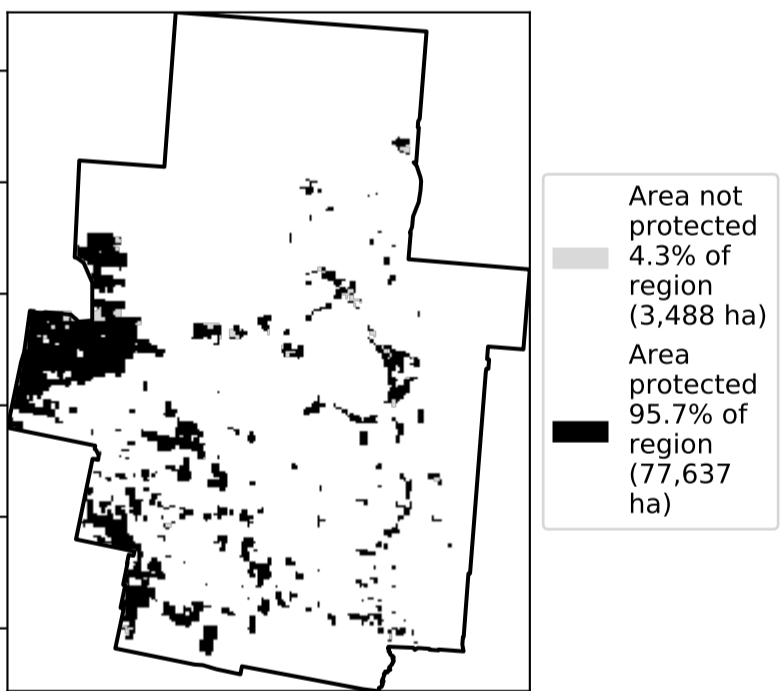 Area not
protected
4.3% of
region
(3,488 ha)
Area
protected
95.7% of
region
(77,637
ha)